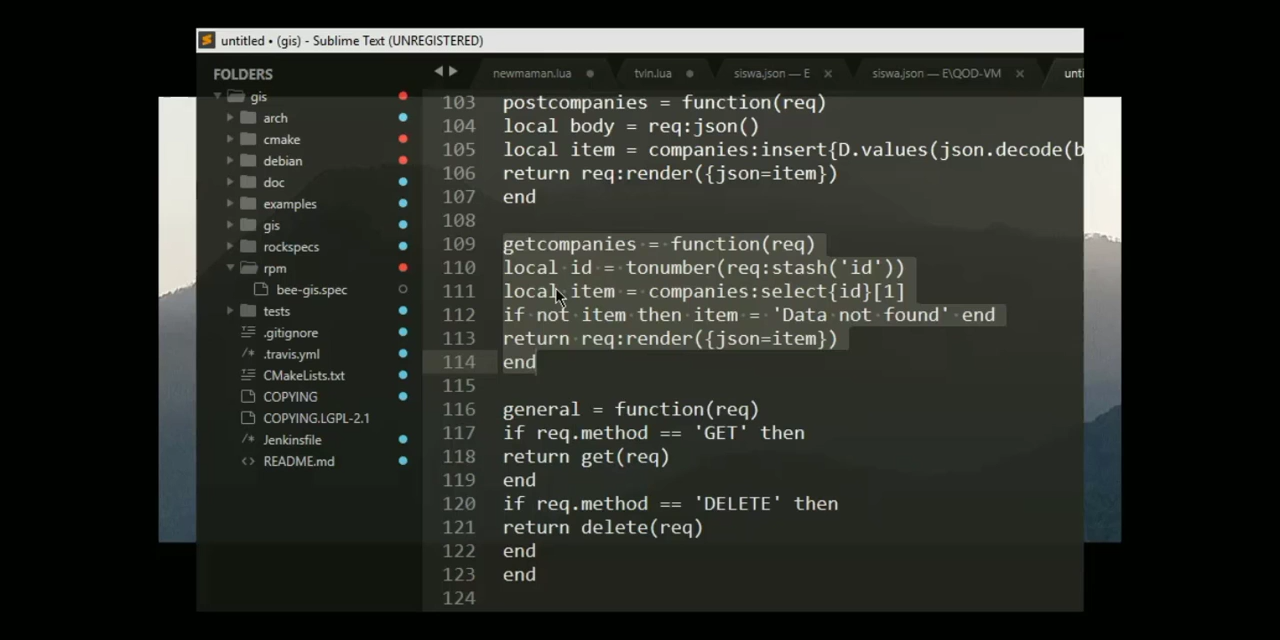 untitled • (gis) - Sublime Text (UNREGISTERED)
FOLDERS
gis
arch
cmake
debian
doc
examples
gis
rockspecs
rpm
bee-gis.spec
tests
.gitignore
.travis.yml
CMakeLists.txt
COPYING
COPYING.LGPL-2.1
Jenkinsfile
README.md
newmaman.lua
tvin.lua
siswa.json — E
siswa.json — E\QOD-VM
unti
103 postcompanies = function(req)
104 local body = req:json()
105 local item = companies:insert{D.values(json.decode(b
106 return req:render({json=item})
107 end
108
109 getcompanies = function(req)
110 local id = tonumber(req:stash('id'))
111 local item = companies:select{id}[1]
112 if not item then item = 'Data not found' end
113 return req:render({json=item})
114 end
115
116 general = function(req)
117 if req.method == 'GET' then
118 return get(req)
119 end
120 if req.method == 'DELETE' then
121 return delete(req)
122 end
123 end
124